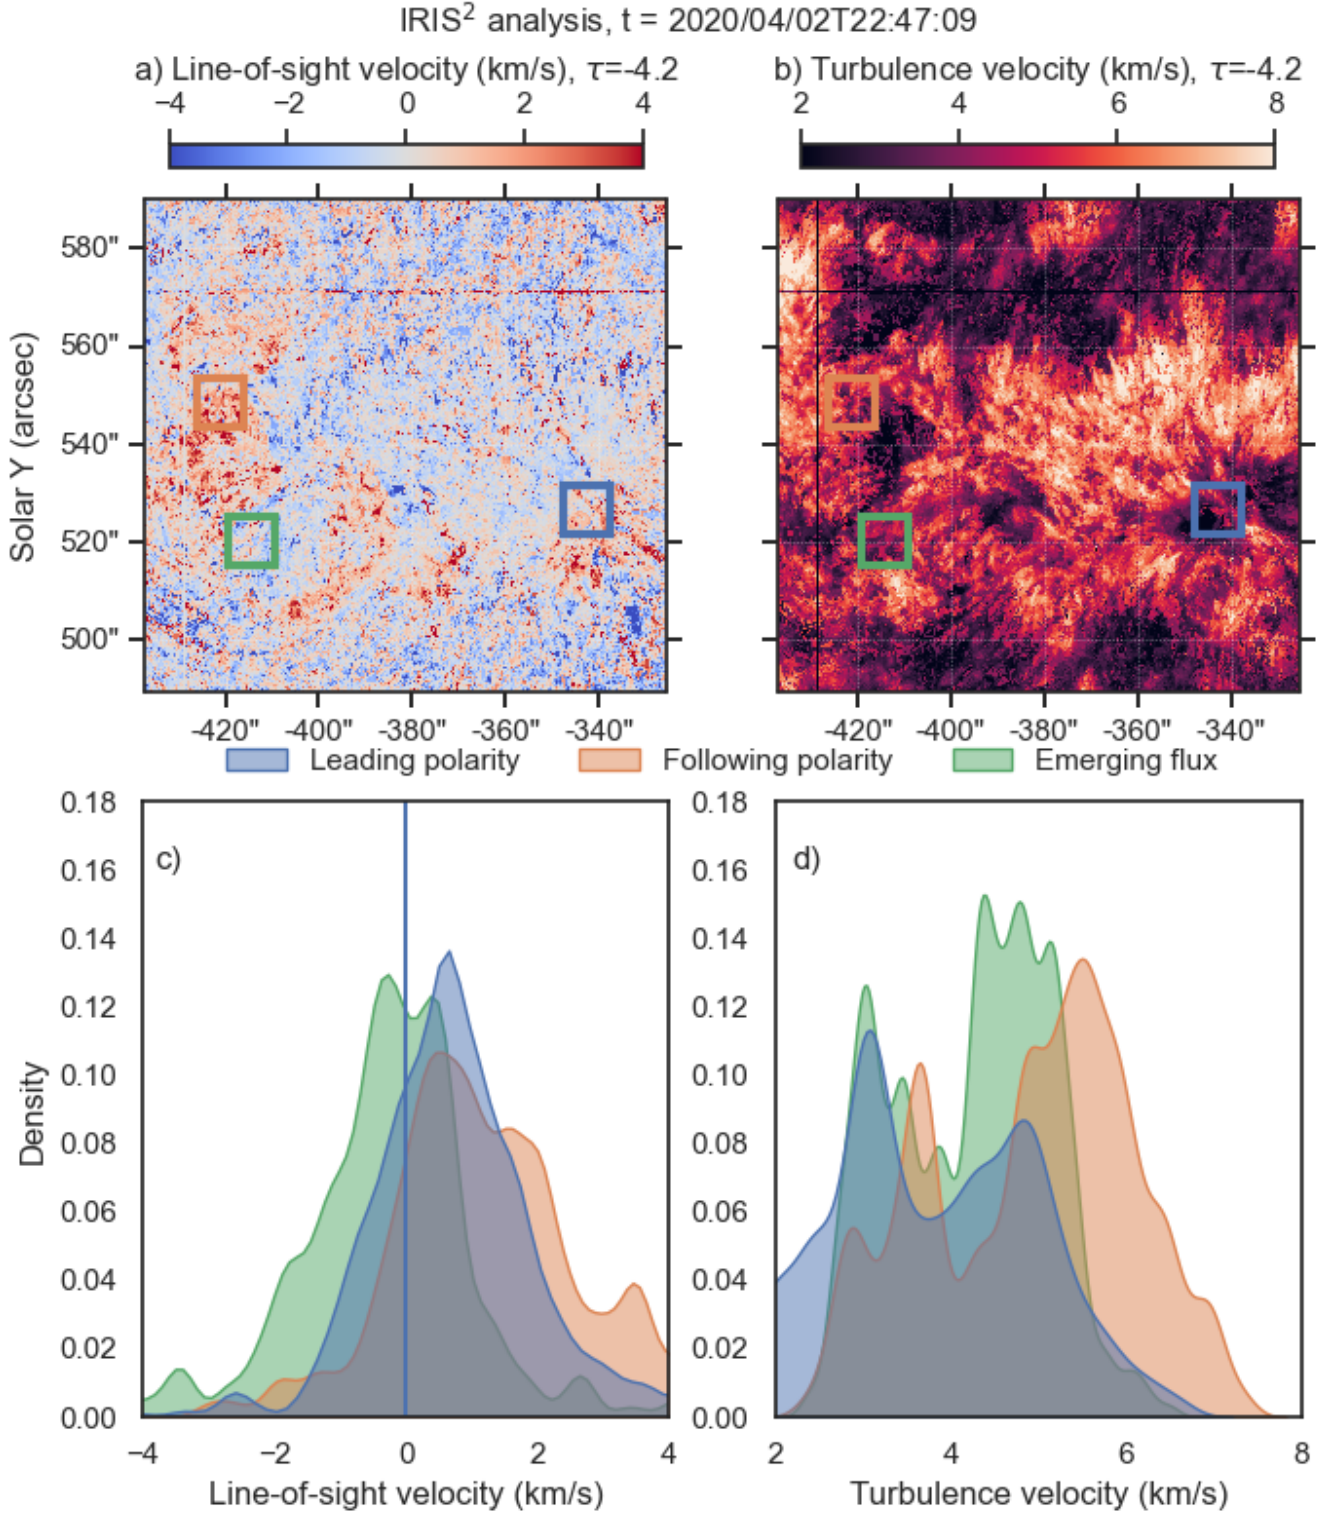 IRIS² analysis, t = 2020/04/02T22:47:09
a) Line-of-sight velocity (km/s), τ=-4.2
b) Turbulence velocity (km/s), τ=-4.2
−4 −2 0 2 4
2 4 6 8
580"
560"
540"
520"
500"
Solar Y (arcsec)
-420" -400" -380" -360" -340"
-420" -400" -380" -360" -340"
Leading polarity Following polarity Emerging flux
0.18
0.16
0.14
0.12
0.10
0.08
0.06
0.04
0.02
0.00
Density
c)
−4 −2 0 2 4
Line-of-sight velocity (km/s)
0.18
0.16
0.14
0.12
0.10
0.08
0.06
0.04
0.02
0.00
d)
2 4 6 8
Turbulence velocity (km/s)